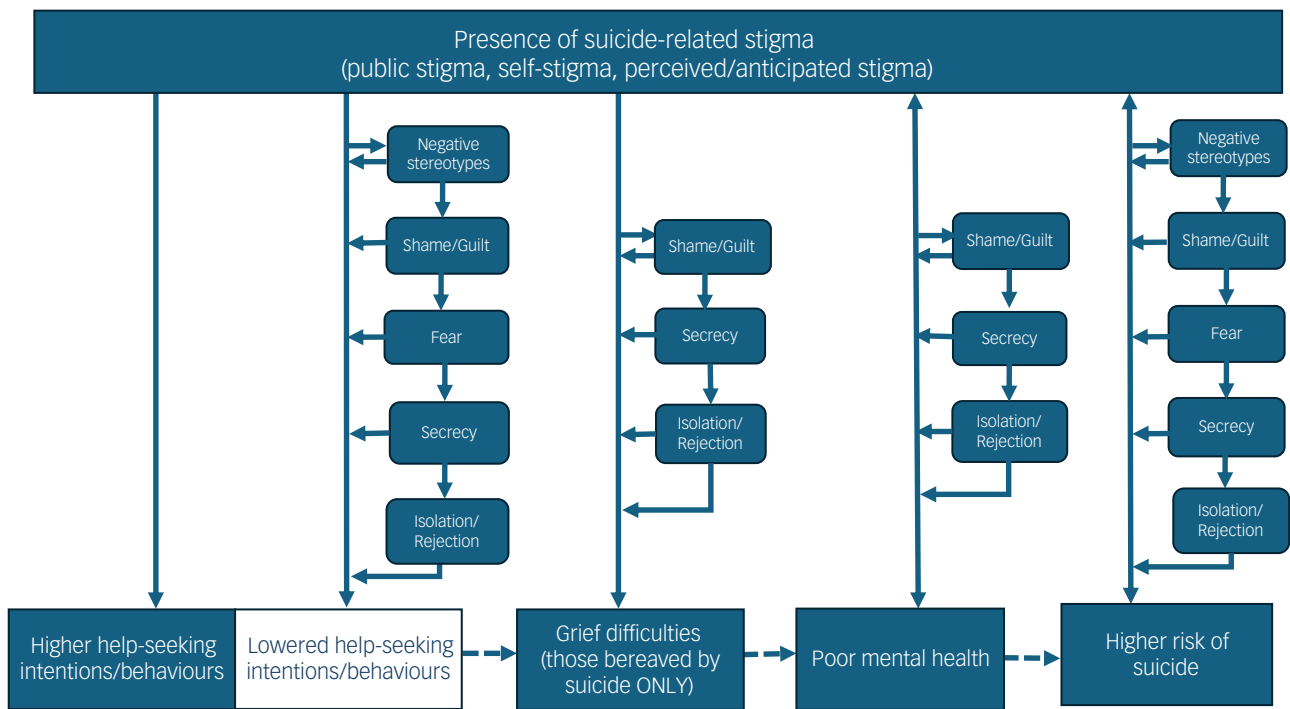 Presence of suicide-related stigma
(public stigma, self-stigma, perceived/anticipated stigma)
Negative
stereotypes
Shame/Guilt
Fear
Secrecy
Isolation/
Rejection
Shame/Guilt
Secrecy
Isolation/
Rejection
Shame/Guilt
Secrecy
Isolation/
Rejection
Negative
stereotypes
Shame/Guilt
Fear
Secrecy
Isolation/
Rejection
Higher help-seeking
intentions/behaviours
Lowered help-seeking
intentions/behaviours
Grief difficulties
(those bereaved by
suicide ONLY)
Poor mental health
Higher risk of
suicide